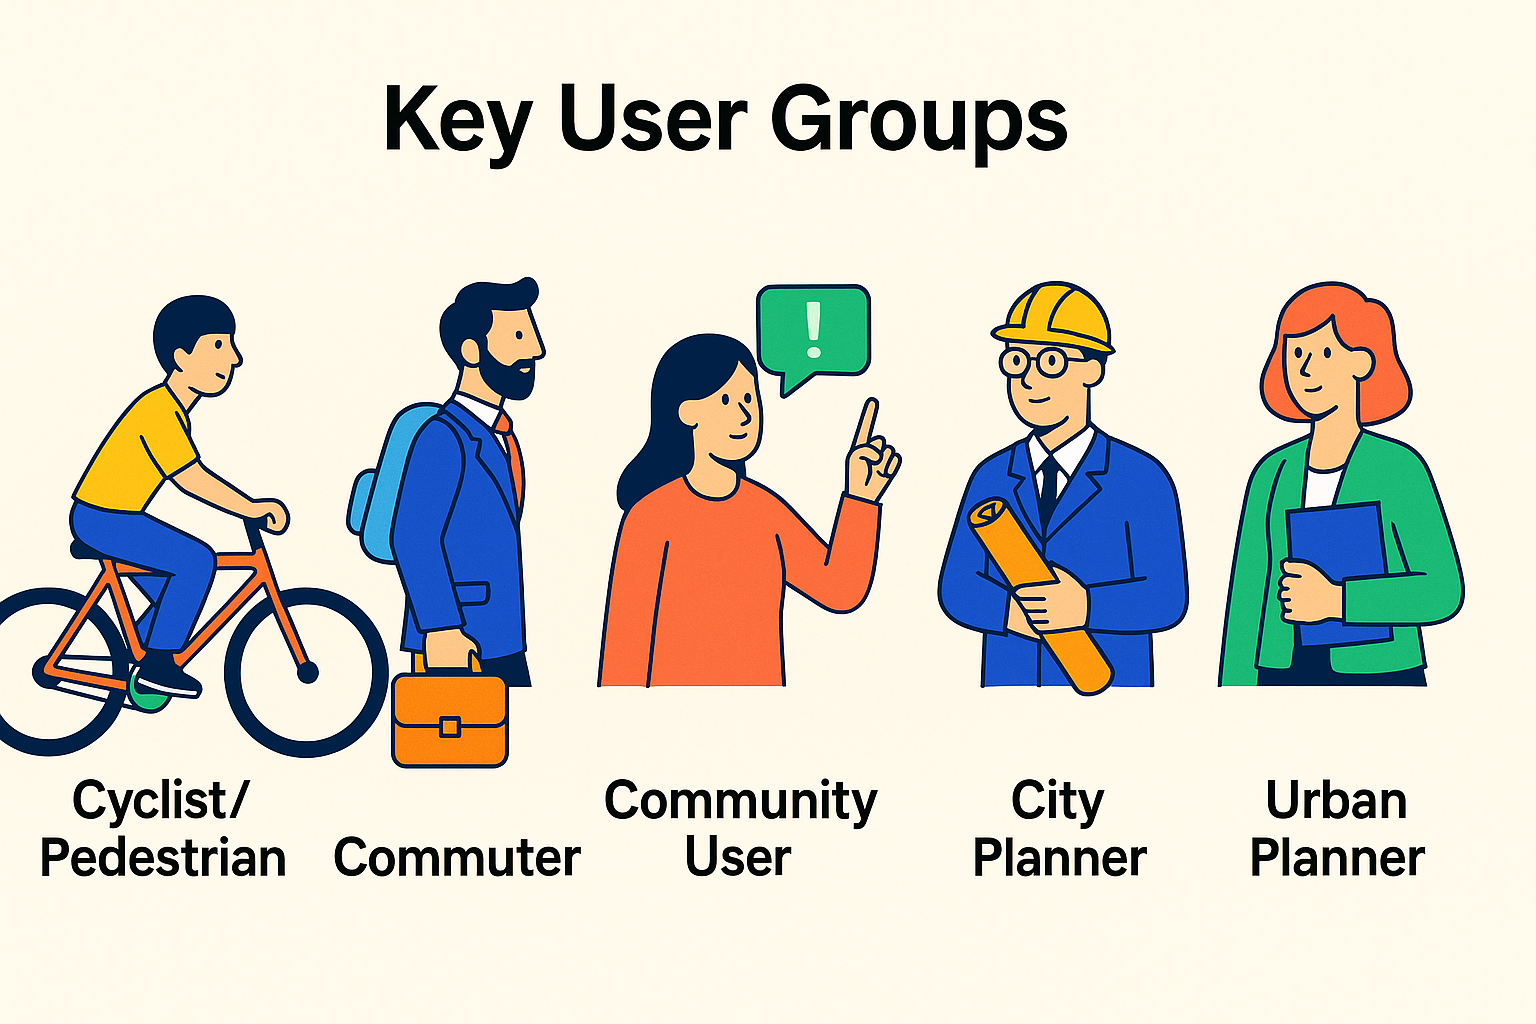 Key User Groups
!
Cyclist/
Pedestrian
Commuter
Community
User
City
Planner
Urban
Planner